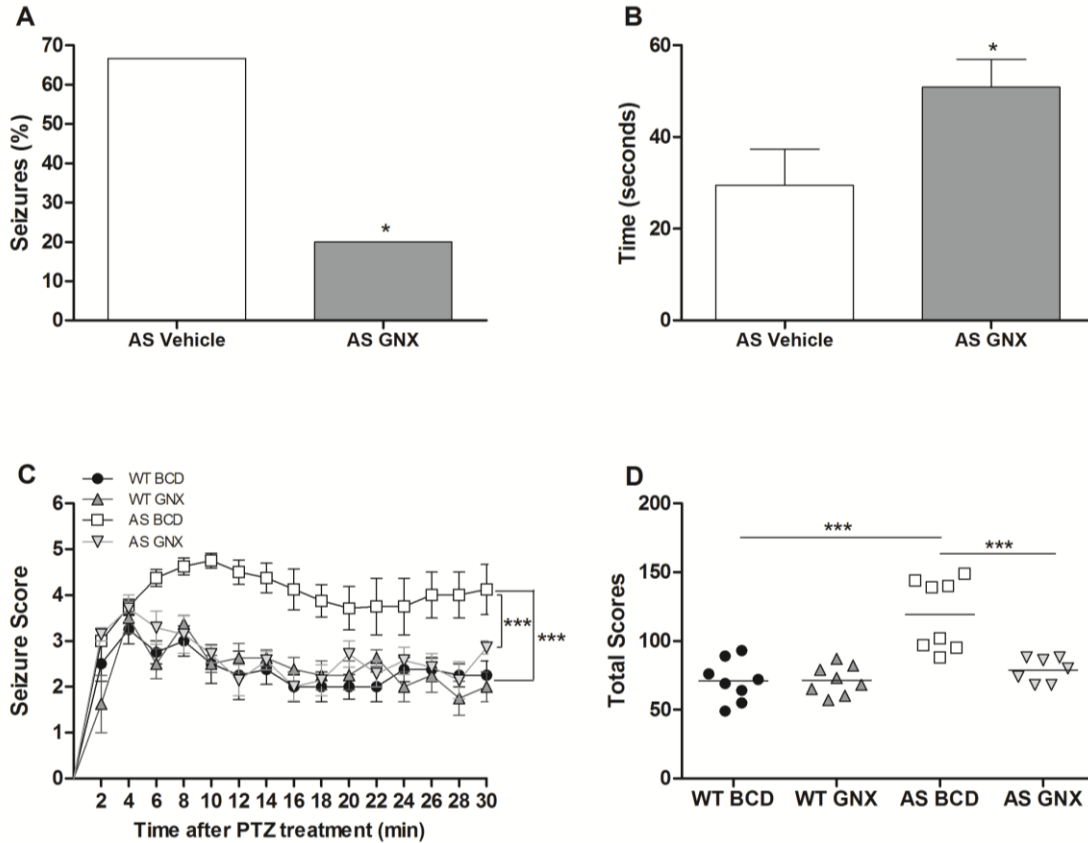 A
70
60
50
40
30
20
10
0
Seizures (%)
*
AS Vehicle AS GNX
B
60
40
20
0
Time (seconds)
*
AS Vehicle AS GNX
C
WT BCD
WT GNX
AS BCD
AS GNX
6
5
4
3
2
1
0
Seizure Score
***
***
2 4 6 8 10 12 14 16 18 20 22 24 26 28 30
Time after PTZ treatment (min)
D
200
150
100
50
0
Total Scores
***
***
WT BCD WT GNX AS BCD AS GNX